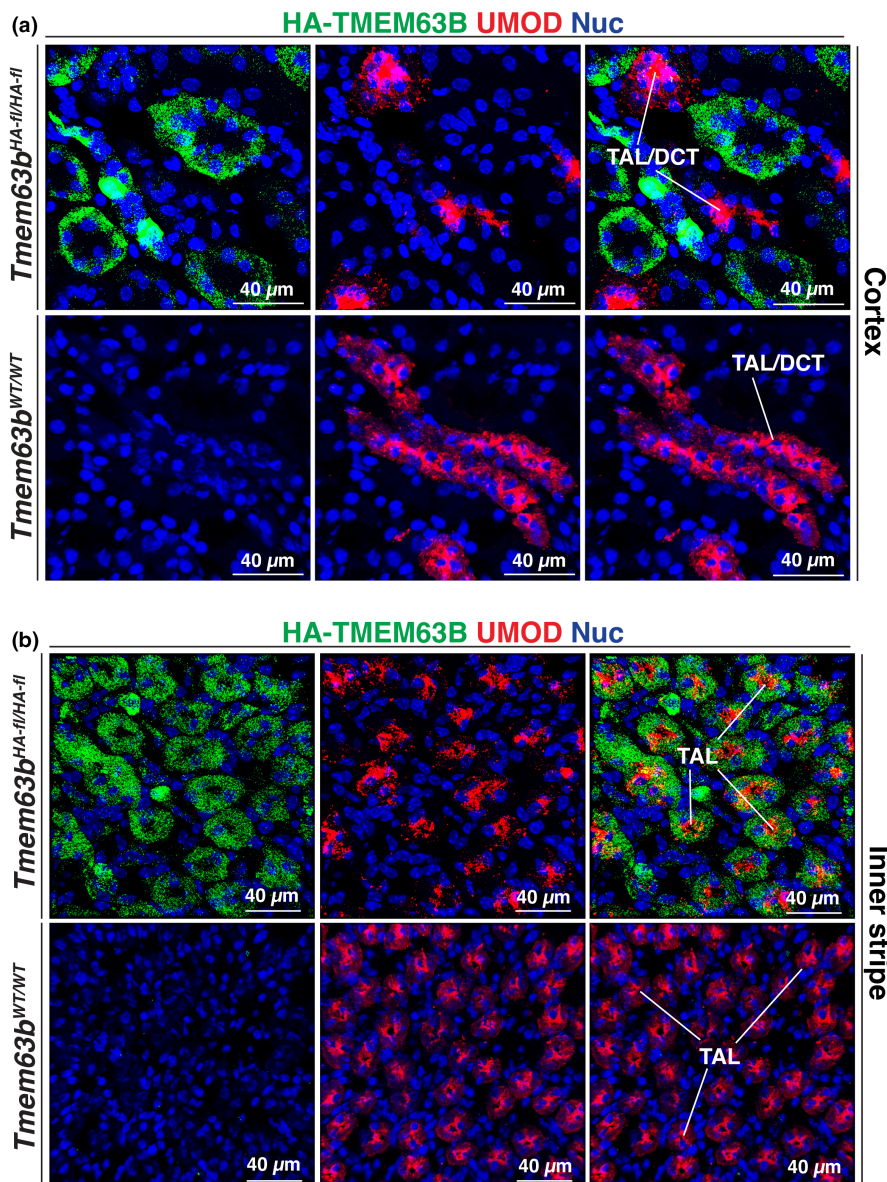 (a)
HA-TMEM63B UMOD Nuc
Tmem63b^HA-fl/HA-fl
40 µm
40 µm
TAL/DCT
40 µm
Tmem63b^WT/WT
40 µm
40 µm
TAL/DCT
40 µm
Cortex
(b)
HA-TMEM63B UMOD Nuc
Tmem63b^HA-fl/HA-fl
40 µm
40 µm
TAL
40 µm
Tmem63b^WT/WT
40 µm
40 µm
TAL
40 µm
Inner stripe